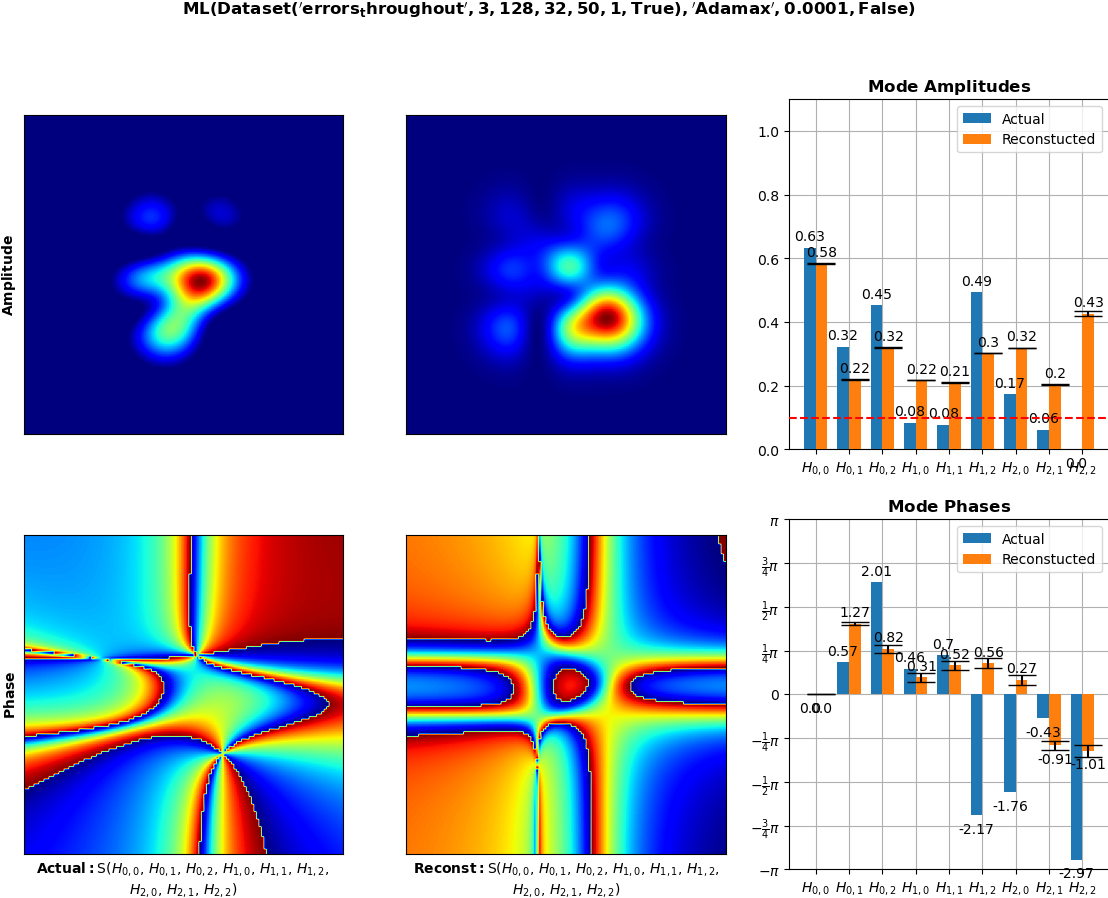 ML(Dataset('errors_throughout', 3, 128, 32, 50, 1, True), 'Adamax', 0.0001, False)
Amplitude
Mode Amplitudes
Actual
Reconstucted
1.0
0.8
0.6
0.4
0.2
0.0
0.63
0.58
0.32
0.22
0.45
0.32
0.08
0.22
0.08
0.21
0.49
0.3
0.17
0.32
0.06
0.2
0.0
0.43
H0,0 H0,1 H0,2 H1,0 H1,1 H1,2 H2,0 H2,1 H2,2
Phase
Mode Phases
Actual
Reconstucted
π
3/4π
1/2π
1/4π
0
−1/4π
−1/2π
−3/4π
−π
0.0
0.0
0.57
1.27
2.01
0.82
0.46
0.31
0.7
0.52
-2.17
0.56
-1.76
0.27
-0.43
-0.91
-2.97
-1.01
H0,0 H0,1 H0,2 H1,0 H1,1 H1,2 H2,0 H2,1 H2,2
Actual: S(H0,0, H0,1, H0,2, H1,0, H1,1, H1,2,
H2,0, H2,1, H2,2)
Reconst: S(H0,0, H0,1, H0,2, H1,0, H1,1, H1,2,
H2,0, H2,1, H2,2)